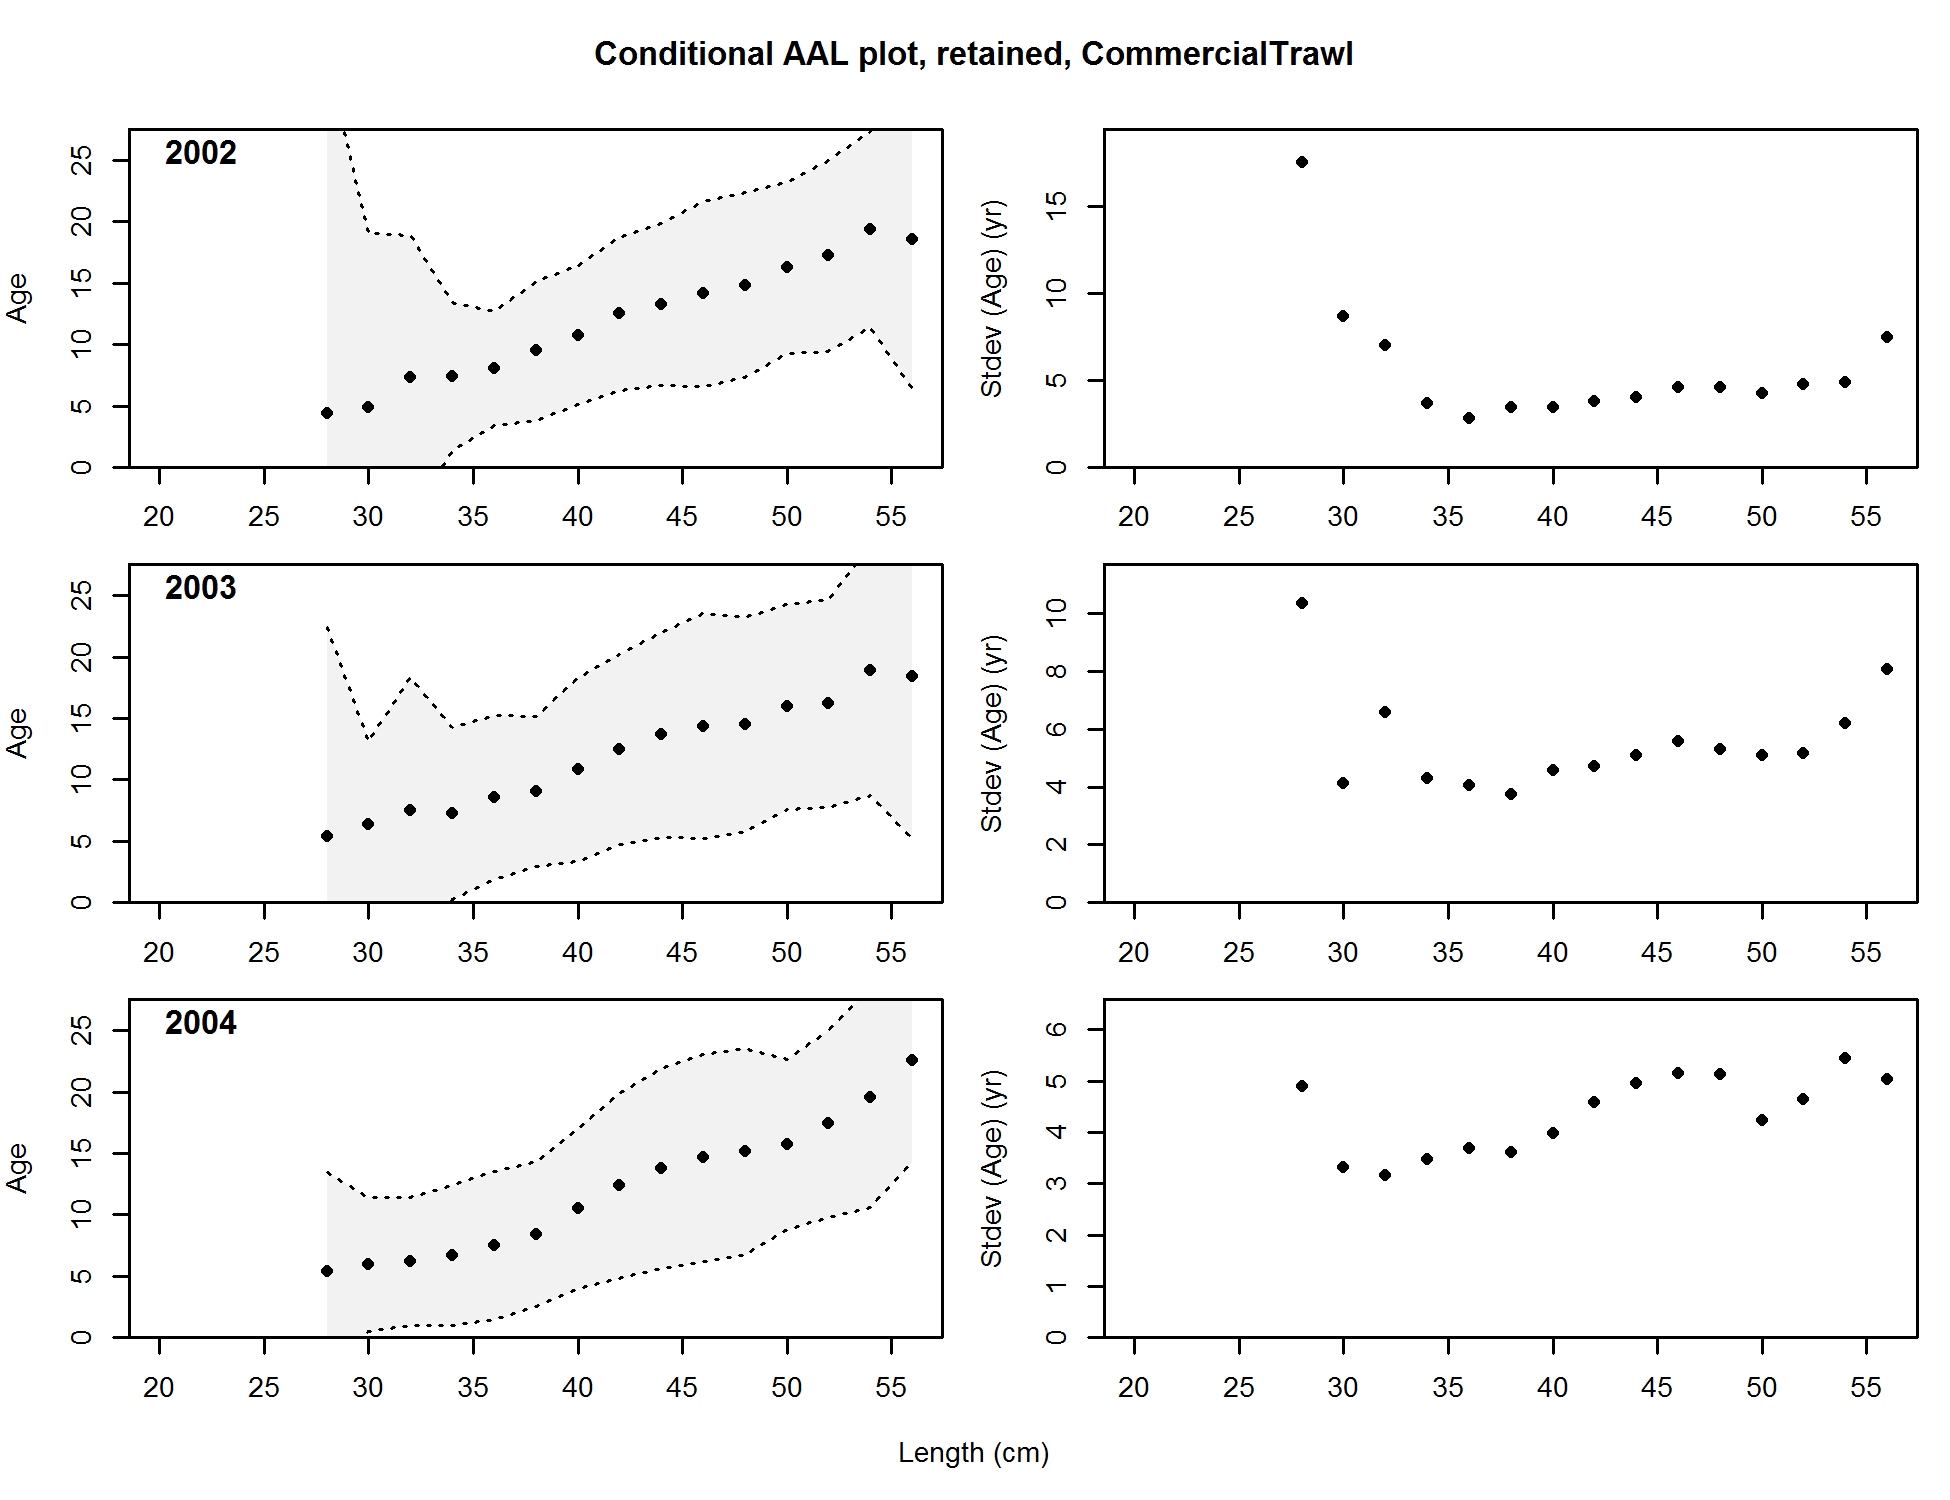 Conditional AAL plot, retained, CommercialTrawl
2002
Age
0 5 10 15 20 25
20 25 30 35 40 45 50 55
Stdev (Age) (yr)
0 5 10 15
20 25 30 35 40 45 50 55
2003
Age
0 5 10 15 20 25
20 25 30 35 40 45 50 55
Stdev (Age) (yr)
0 2 4 6 8 10
20 25 30 35 40 45 50 55
2004
Age
0 5 10 15 20 25
20 25 30 35 40 45 50 55
Stdev (Age) (yr)
0 1 2 3 4 5 6
20 25 30 35 40 45 50 55
Length (cm)